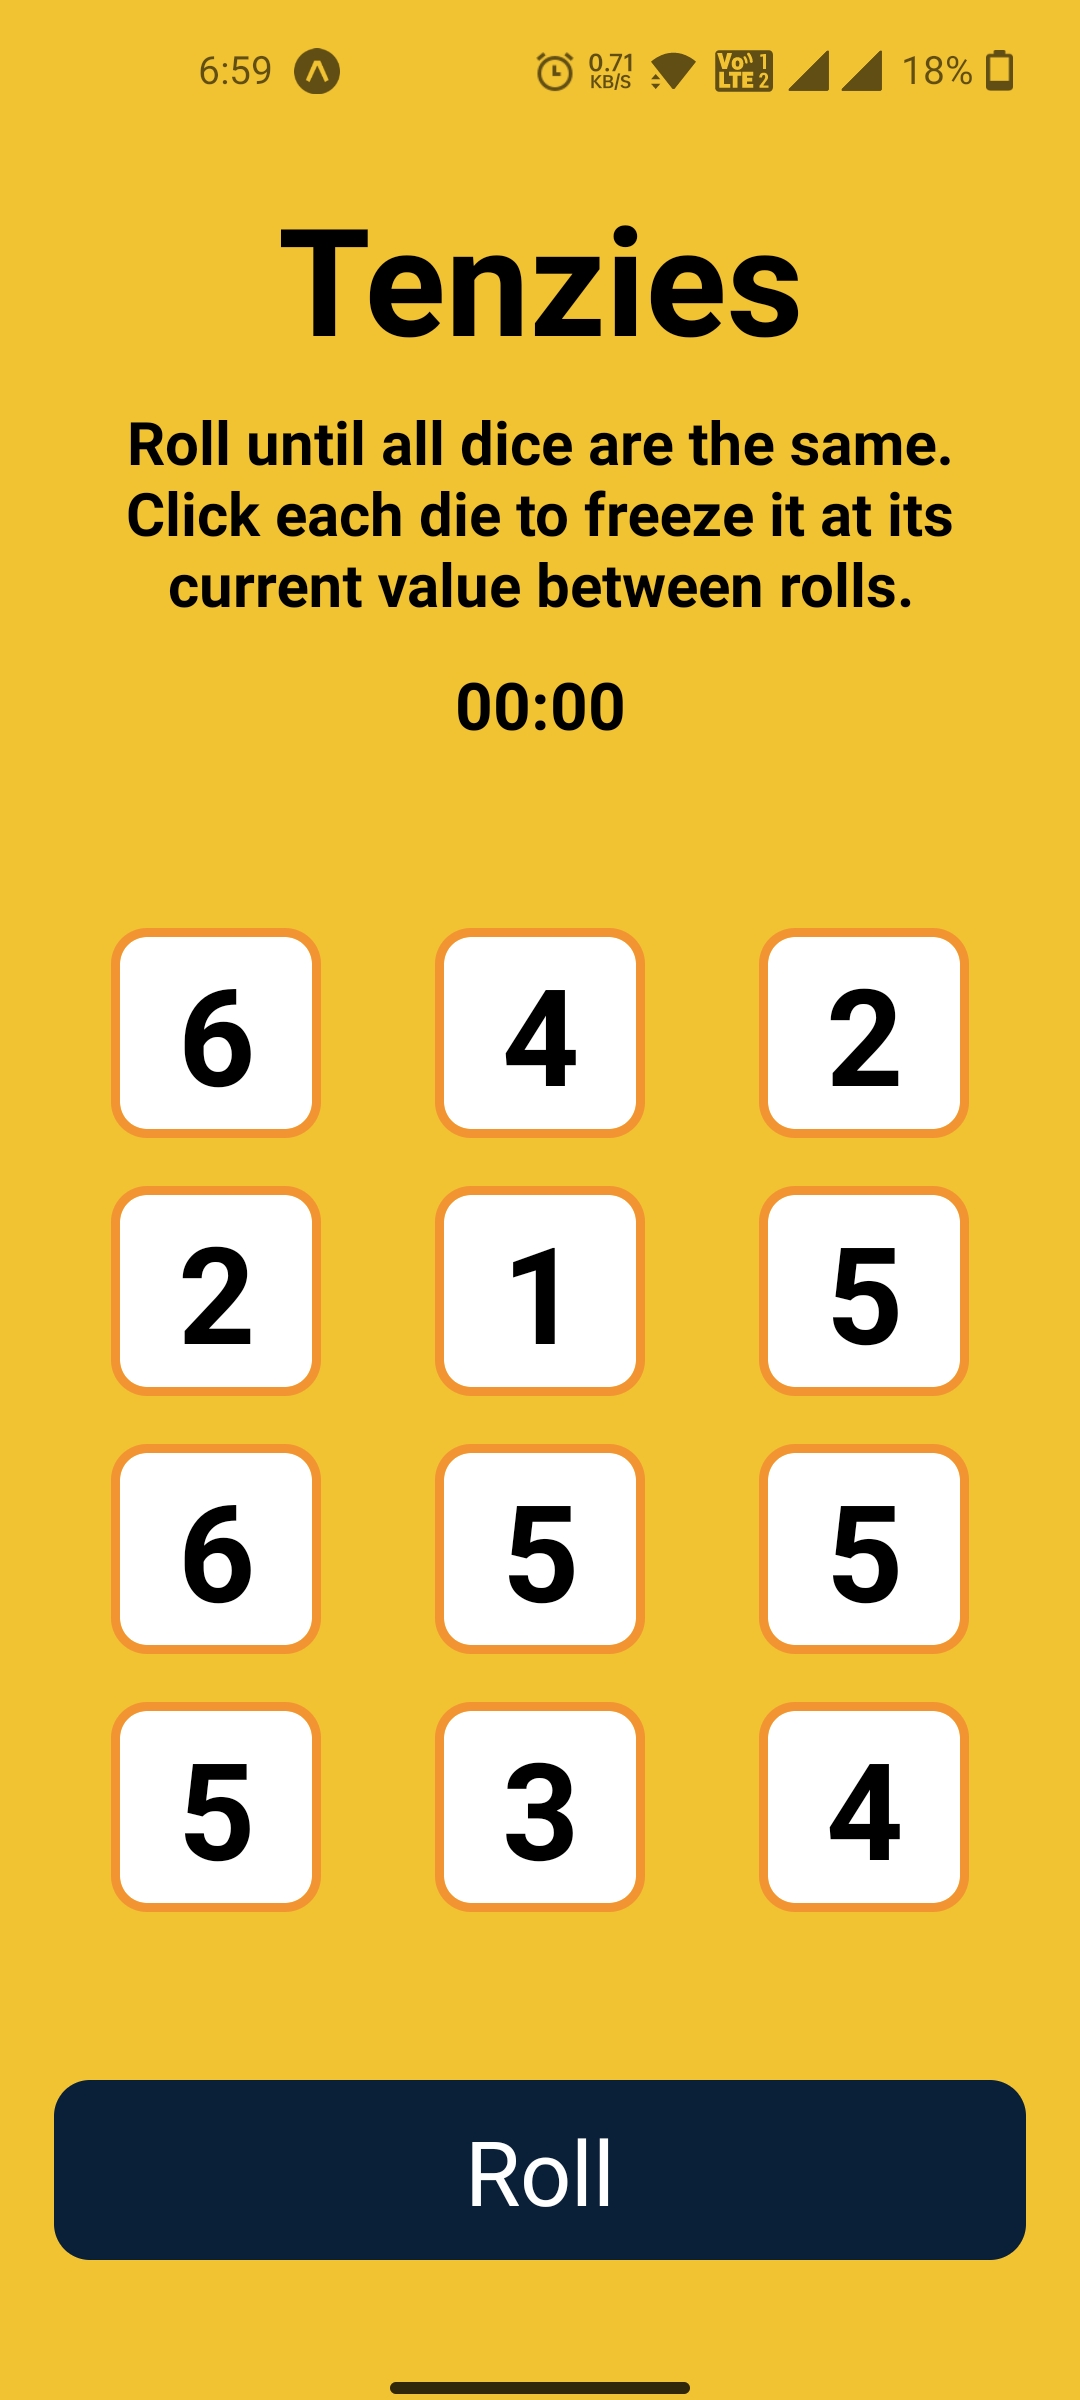 6:59 0.71 KB/S Vo LTE 1 2 18%
Tenzies
Roll until all dice are the same.
Click each die to freeze it at its
current value between rolls.
00:00
6 4 2
2 1 5
6 5 5
5 3 4
Roll